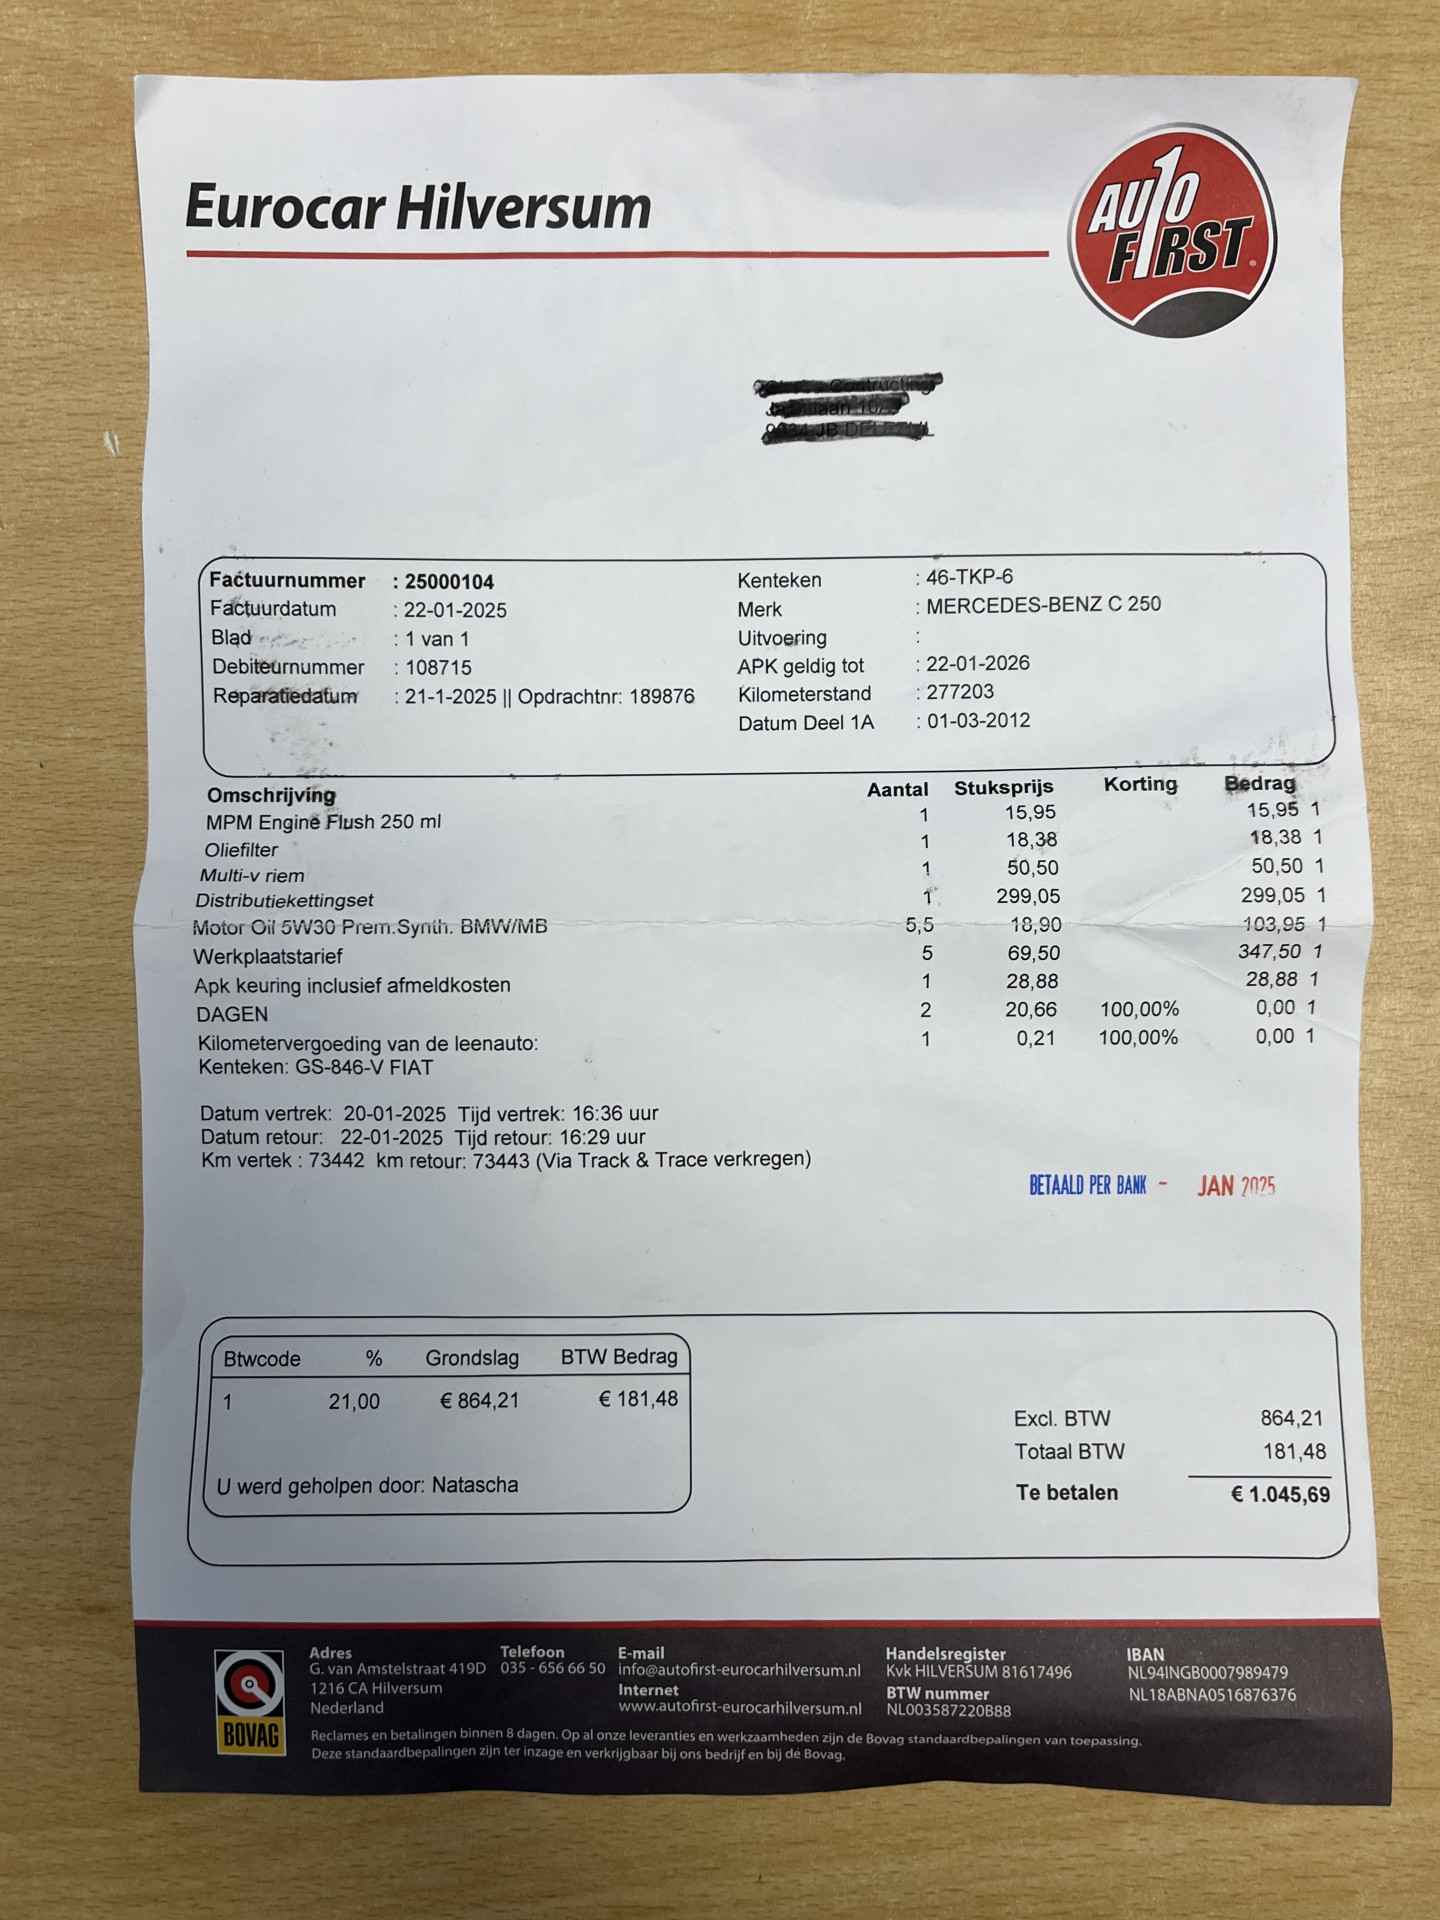 Eurocar Hilversum
AUTO
FIRST
Costructing
Factuurnummer : 25000104
Factuurdatum : 22-01-2025
Blad : 1 van 1
Debiteurnummer : 108715
Reparatiedatum : 21-1-2025 || Opdrachtnr: 189876
Kenteken : 46-TKP-6
Merk : MERCEDES-BENZ C 250
Uitvoering :
APK geldig tot : 22-01-2026
Kilometerstand : 277203
Datum Deel 1A : 01-03-2012
Omschrijving Aantal Stuksprijs Korting Bedrag
MPM Engine Flush 250 ml 1 15,95 15,95 1
Oliefilter 1 18,38 18,38 1
Multi-v riem 1 50,50 50,50 1
Distributiekettingset 1 299,05 299,05 1
Motor Oil 5W30 Prem.Synth. BMW/MB 5,5 18,90 103,95 1
Werkplaatstarief 5 69,50 347,50 1
Apk keuring inclusief afmeldkosten 1 28,88 28,88 1
DAGEN 2 20,66 100,00% 0,00 1
Kilometervergoeding van de leenauto: 1 0,21 100,00% 0,00 1
Kenteken: GS-846-V FIAT
Datum vertrek: 20-01-2025 Tijd vertrek: 16:36 uur
Datum retour: 22-01-2025 Tijd retour: 16:29 uur
Km vertek : 73442 km retour: 73443 (Via Track & Trace verkregen)
BETAALD PER BANK - JAN 2025
Btwcode % Grondslag BTW Bedrag
1 21,00 € 864,21 € 181,48
U werd geholpen door: Natascha
Excl. BTW 864,21
Totaal BTW 181,48
Te betalen € 1.045,69
BOVAG
Adres
G. van Amstelstraat 419D
1216 CA Hilversum
Nederland
Telefoon
035 - 656 66 50
E-mail
info@autofirst-eurocarhilversum.nl
Internet
www.autofirst-eurocarhilversum.nl
Handelsregister
Kvk HILVERSUM 81617496
BTW nummer
NL003587220B88
IBAN
NL94INGB0007989479
NL18ABNA0516876376
Reclames en betalingen binnen 8 dagen. Op al onze leveranties en werkzaamheden zijn de Bovag standaardbepalingen van toepassing.
Deze standaardbepalingen zijn ter inzage en verkrijgbaar bij ons bedrijf en bij de Bovag.